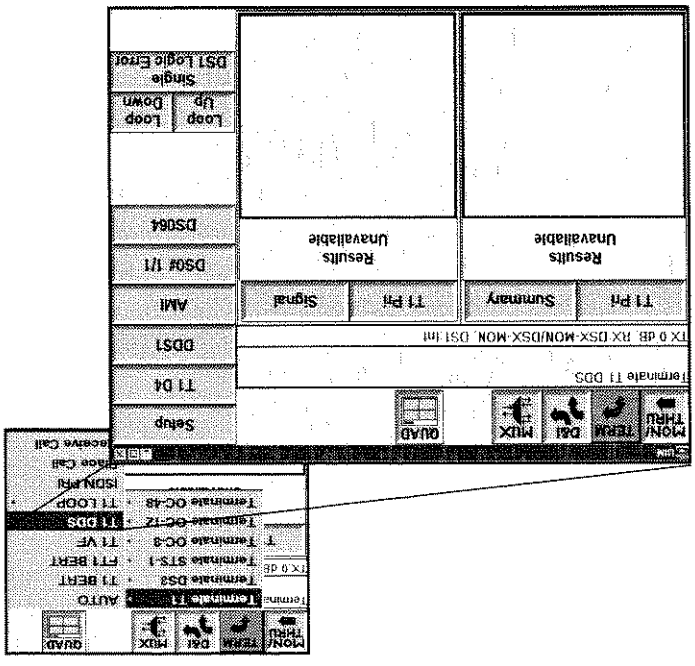 MON/THRU TERM D&I MUX QUAD
Termina
TX 0 dB
T
Terminate T1
Terminate DS3
Terminate STS-1
Terminate OC-3
Terminate OC-12
Terminate OC-48
AUTO
T1 BERT
FT1 BERT
T1 VF
T1 DDS
T1 LOOP
ISDN PRI
Place Call
Receive Call
MON/THRU TERM D&I MUX QUAD
Terminate T1 DDS
TX 0 dB, RX DSX-MON/DSX-MON, DS1:Int
T1 Pri Summary T1 Pri Signal
Results
Unavailable
Results
Unavailable
Setup
T1 D4
DDS1
AMI
DS0# 1/1
DS064
Loop
Up
Loop
Down
Single
DS1 Logic Error